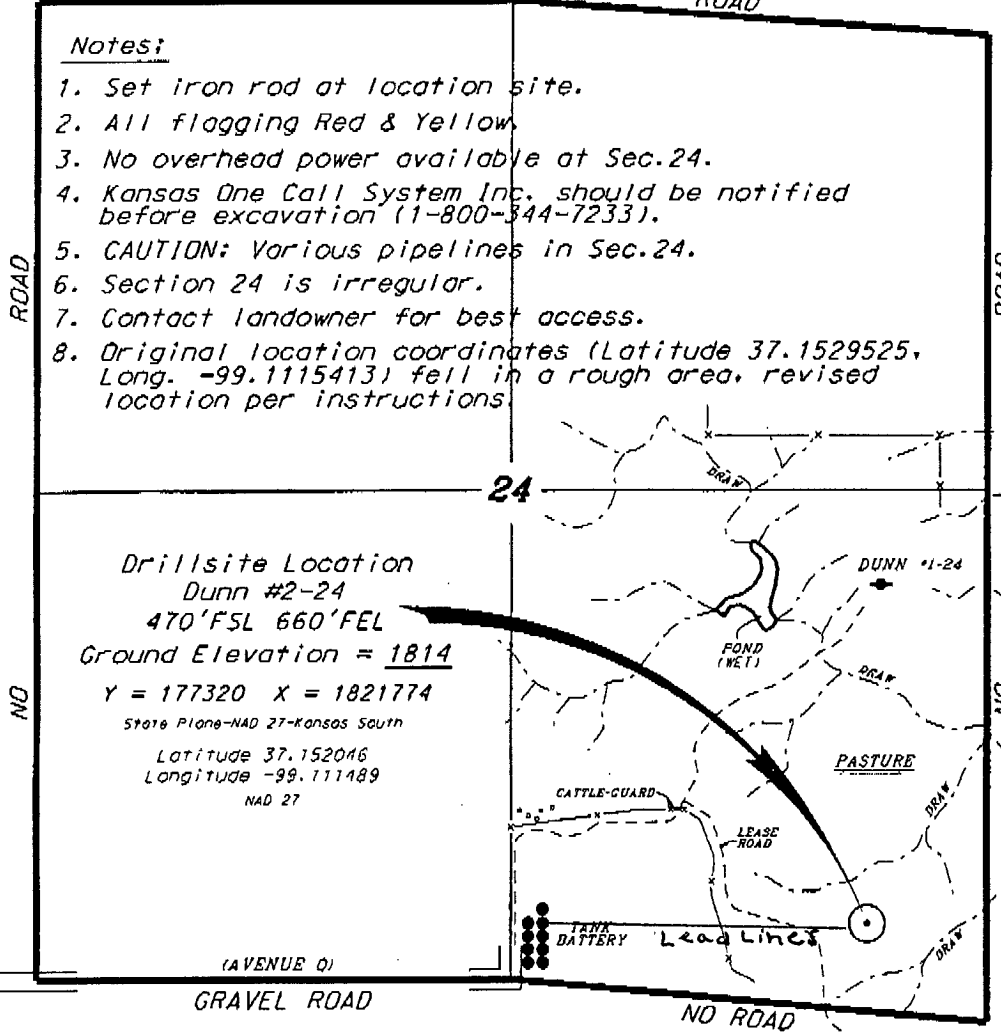 ROAD
Notes:
1. Set iron rod at location site.
2. All flagging Red & Yellow.
3. No overhead power available at Sec.24.
4. Kansas One Call System Inc. should be notified
before excavation (1-800-344-7233).
5. CAUTION: Various pipelines in Sec.24.
6. Section 24 is irregular.
7. Contact landowner for best access.
8. Original location coordinates (Latitude 37.1529525,
Long. -99.1115413) fell in a rough area, revised
location per instructions.
ROAD
ROAD
DRAW
24
Drillsite Location
Dunn #2-24
470'FSL 660'FEL
Ground Elevation = 1814
Y = 177320 X = 1821774
State Plane-NAD 27-Kansas South
Latitude 37.152046
Longitude -99.111489
NAD 27
DUNN #1-24
POND
(WET)
DRAW
NO
NO
PASTURE
CATTLE-GUARD
DRAW
LEASE
ROAD
TANK
BATTERY
Lead Lines
DRAW
(AVENUE Q)
GRAVEL ROAD
NO ROAD